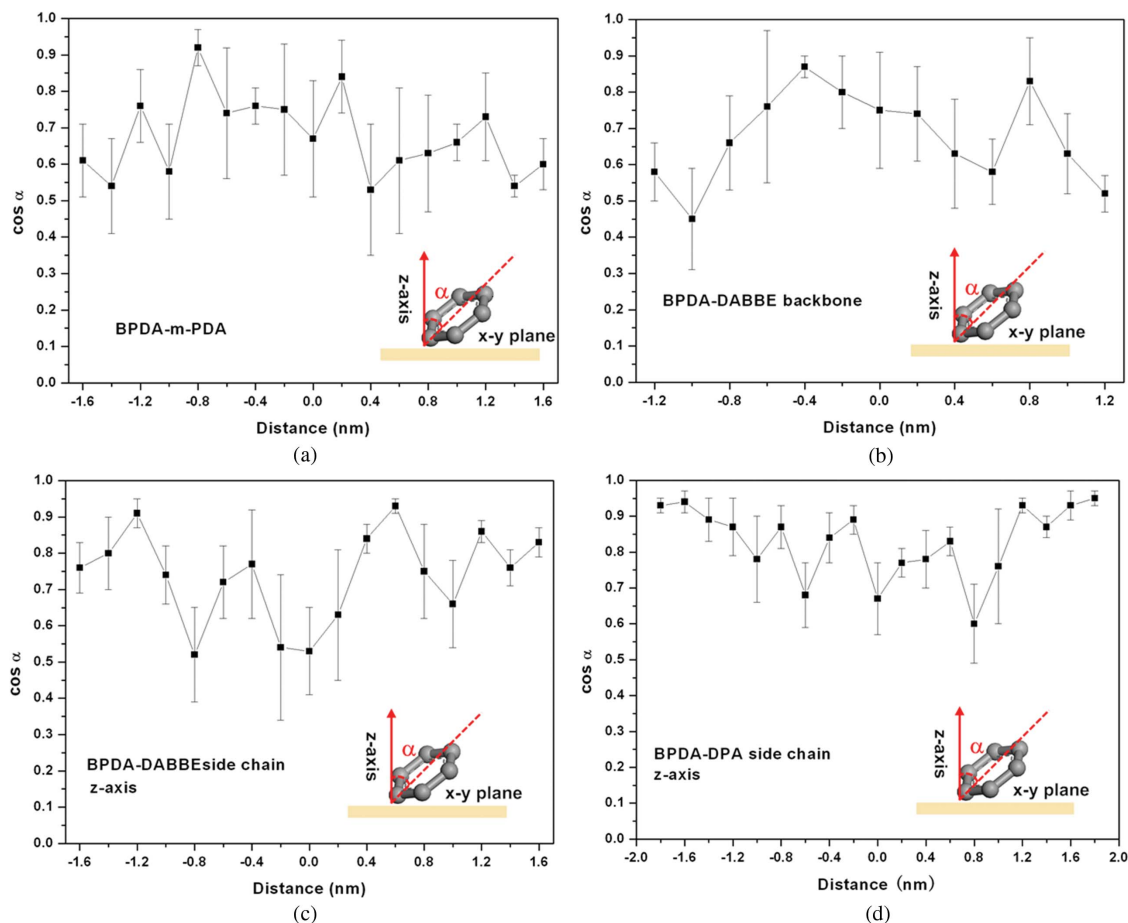 1.0
0.9
0.8
0.7
0.6
0.5
0.4
0.3
0.2
0.1
0.0
cos α
BPDA-m-PDA
z-axis
α
x-y plane
-1.6 -1.2 -0.8 -0.4 0.0 0.4 0.8 1.2 1.6
Distance (nm)
(a)
1.0
0.9
0.8
0.7
0.6
0.5
0.4
0.3
0.2
0.1
0.0
cos α
BPDA-DABBE backbone
z-axis
α
x-y plane
-1.2 -0.8 -0.4 0.0 0.4 0.8 1.2
Distance (nm)
(b)
1.0
0.9
0.8
0.7
0.6
0.5
0.4
0.3
0.2
0.1
0.0
cos α
BPDA-DABBEside chain
z-axis
z-axis
α
x-y plane
-1.6 -1.2 -0.8 -0.4 0.0 0.4 0.8 1.2 1.6
Distance (nm)
(c)
1.0
0.9
0.8
0.7
0.6
0.5
0.4
0.3
0.2
0.1
0.0
cos α
BPDA-DPA side chain
z-axis
z-axis
α
x-y plane
-2.0 -1.6 -1.2 -0.8 -0.4 0.0 0.4 0.8 1.2 1.6 2.0
Distance (nm)
(d)